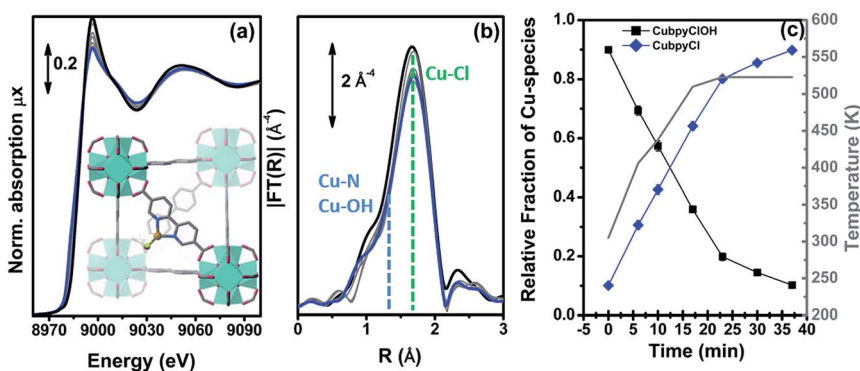 (a)
0.2
Norm. absorption μx
8970 9000 9030 9060 9090
Energy (eV)
(b)
2 Å⁻⁴
Cu-Cl
Cu-N
Cu-OH
|FT(R)| (Å⁻⁴)
0 1 2 3
R (Å)
(c)
CubpyClOH
CubpyCl
Relative Fraction of Cu-species
1.0
0.8
0.6
0.4
0.2
0.0
-5 0 5 10 15 20 25 30 35 40
Time (min)
600
550
500
450
400
350
300
250
200
Temperature (K)